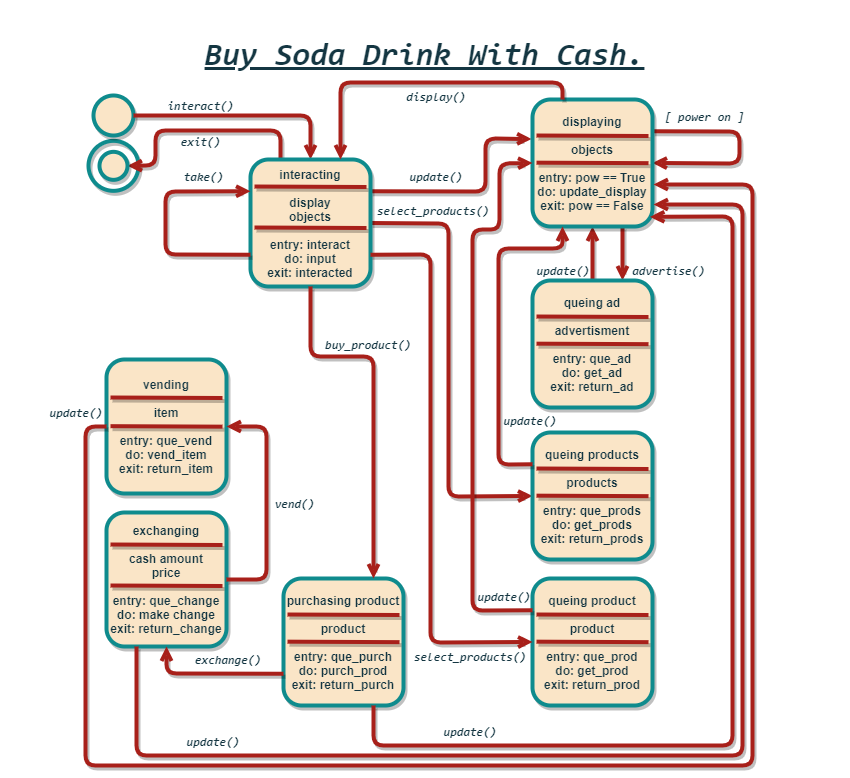 Buy Soda Drink With Cash.
interact()
exit()
take()
interacting
display
objects
entry: interact
do: input
exit: interacted
display()
update()
select_products()
displaying
objects
entry: pow == True
do: update_display
exit: pow == False
[ power on ]
update()
advertise()
queing ad
advertisment
entry: que_ad
do: get_ad
exit: return_ad
buy_product()
update()
vending
item
entry: que_vend
do: vend_item
exit: return_item
update()
queing products
products
entry: que_prods
do: get_prods
exit: return_prods
vend()
exchanging
cash amount
price
entry: que_change
do: make change
exit: return_change
exchange()
purchasing product
product
entry: que_purch
do: purch_prod
exit: return_purch
update()
select_products()
queing product
product
entry: que_prod
do: get_prod
exit: return_prod
update()
update()